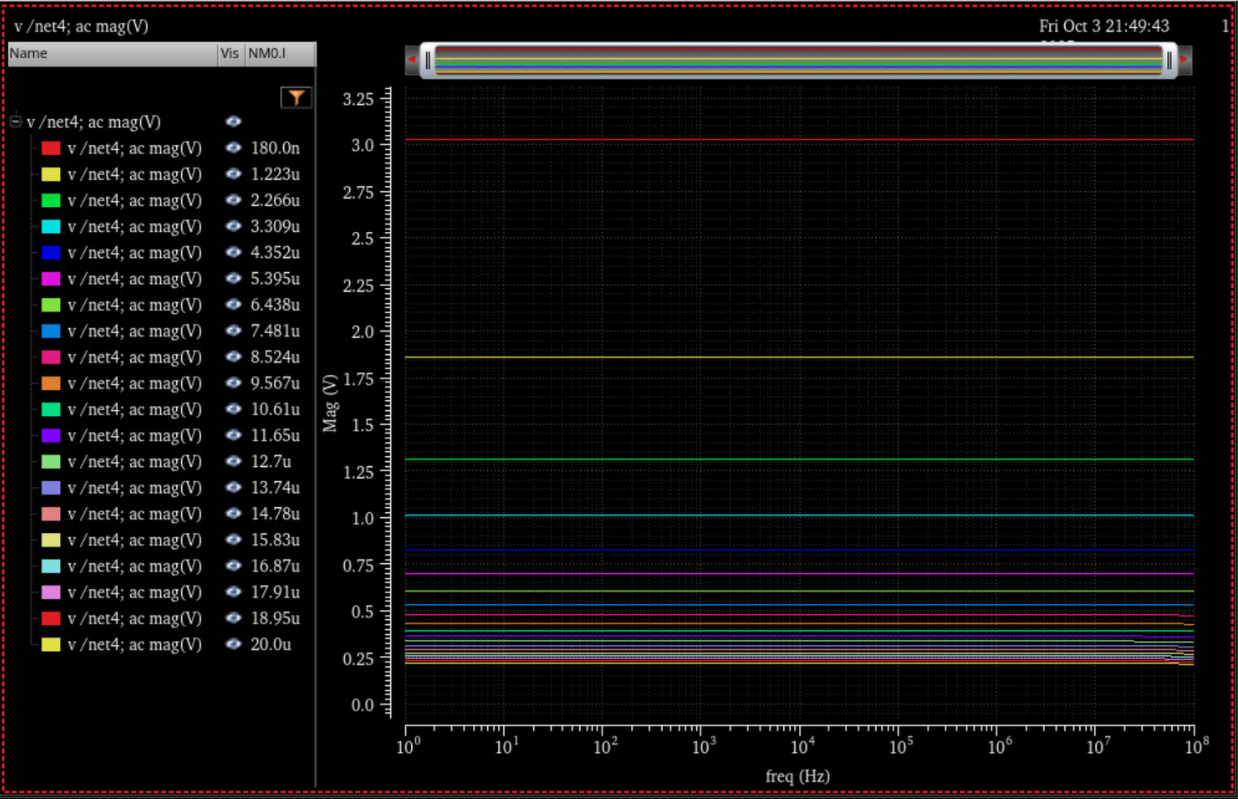 v /net4; ac mag(V)
Fri Oct 3 21:49:43
1
Name Vis NM0.l
v /net4; ac mag(V)
v /net4; ac mag(V) 180.0n
v /net4; ac mag(V) 1.223u
v /net4; ac mag(V) 2.266u
v /net4; ac mag(V) 3.309u
v /net4; ac mag(V) 4.352u
v /net4; ac mag(V) 5.395u
v /net4; ac mag(V) 6.438u
v /net4; ac mag(V) 7.481u
v /net4; ac mag(V) 8.524u
v /net4; ac mag(V) 9.567u
v /net4; ac mag(V) 10.61u
v /net4; ac mag(V) 11.65u
v /net4; ac mag(V) 12.7u
v /net4; ac mag(V) 13.74u
v /net4; ac mag(V) 14.78u
v /net4; ac mag(V) 15.83u
v /net4; ac mag(V) 16.87u
v /net4; ac mag(V) 17.91u
v /net4; ac mag(V) 18.95u
v /net4; ac mag(V) 20.0u
Mag (V)
3.25
3.0
2.75
2.5
2.25
2.0
1.75
1.5
1.25
1.0
0.75
0.5
0.25
0.0
10⁰ 10¹ 10² 10³ 10⁴ 10⁵ 10⁶ 10⁷ 10⁸
freq (Hz)